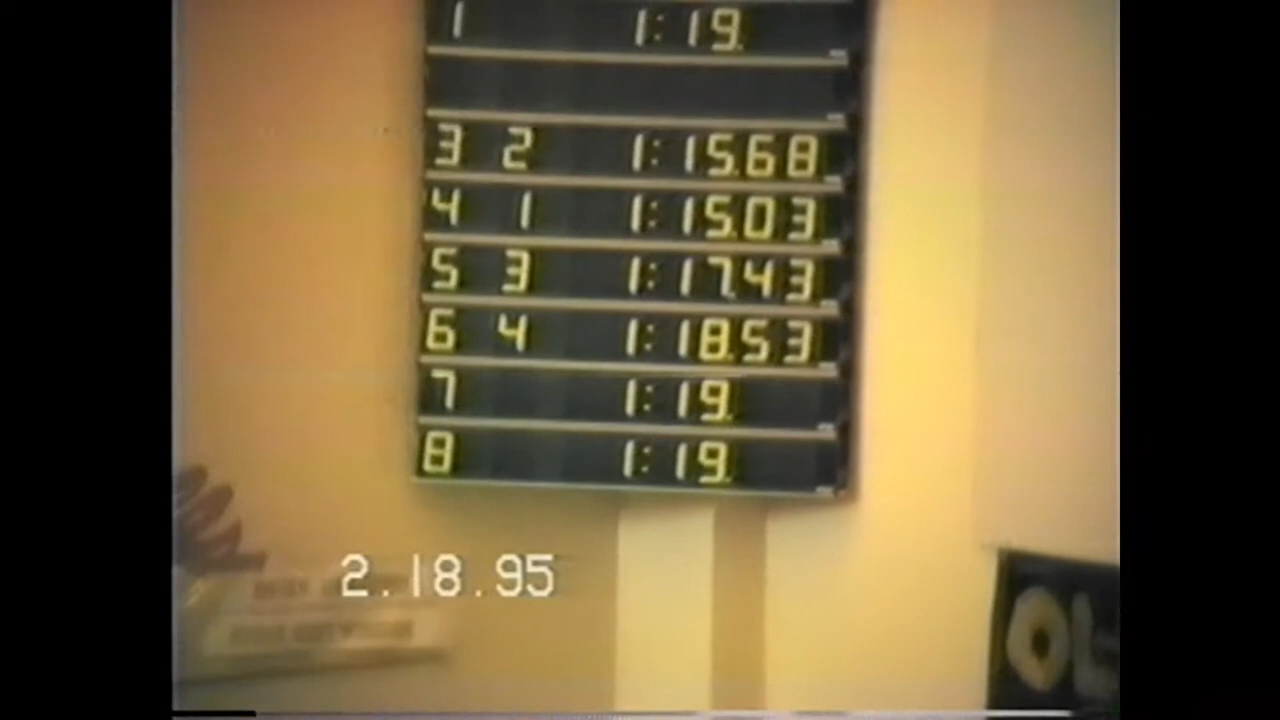 1 1:19.
3 2 1:15.68
4 1 1:15.03
5 3 1:17.43
6 4 1:18.53
7 1:19.
8 1:19.
2.18.95